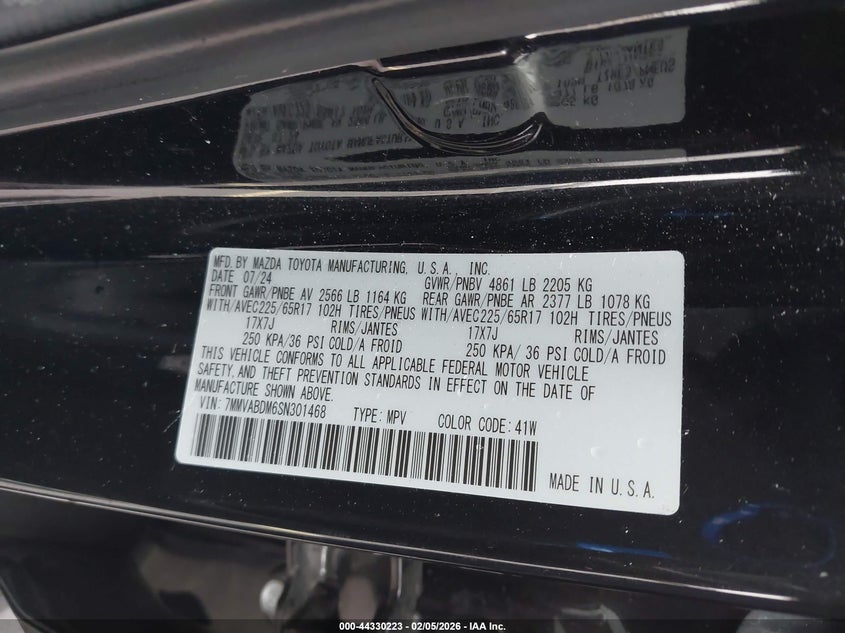 MFD. BY MAZDA TOYOTA MANUFACTURING, U.S.A., INC.
DATE 07/24 GVWR/PNBV 4861 LB 2205 KG
FRONT GAWR/PNBE AV 2566 LB 1164 KG REAR GAWR/PNBE AR 2377 LB 1078 KG
WITH/AVEC225/65R17 102H TIRES/PNEUS WITH/AVEC225/65R17 102H TIRES/PNEUS
17X7J RIMS/JANTES 17X7J RIMS/JANTES
250 KPA/36 PSI COLD/A FROID 250 KPA/ 36 PSI COLD/A FROID
THIS VEHICLE CONFORMS TO ALL APPLICABLE FEDERAL MOTOR VEHICLE
SAFETY, AND THEFT PREVENTION STANDARDS IN EFFECT ON THE DATE OF
MANUFACTURE SHOWN ABOVE.
VIN: 7MMVABDM6SN301468 TYPE: MPV COLOR CODE: 41W
MADE IN U.S.A.
000-44330223 - 02/05/2026 - IAA Inc.